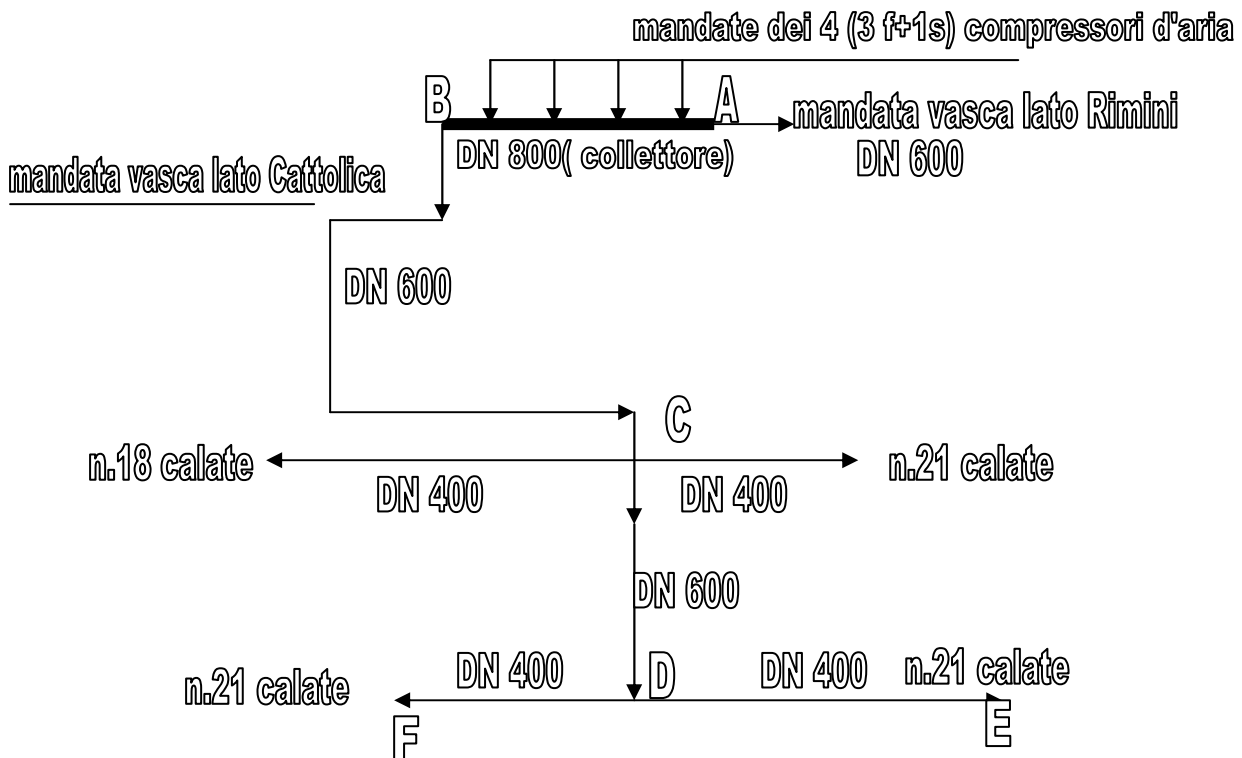 mandate dei 4 (3 f+1s) compressori d'aria
B
A
mandata vasca lato Rimini
DN 800( collettore)
DN 600
mandata vasca lato Cattolica
DN 600
C
n.18 calate
n.21 calate
DN 400
DN 400
DN 600
DN 400
D
DN 400
n.21 calate
n.21 calate
F
E